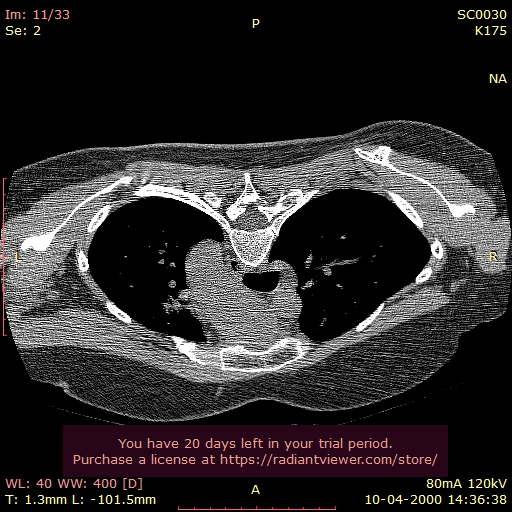 Im: 11/33
Se: 2
P
SC0030
K175
NA
L
R
You have 20 days left in your trial period.
Purchase a license at https://radiantviewer.com/store/
WL: 40 WW: 400 [D]
T: 1.3mm L: -101.5mm
A
80mA 120kV
10-04-2000 14:36:38